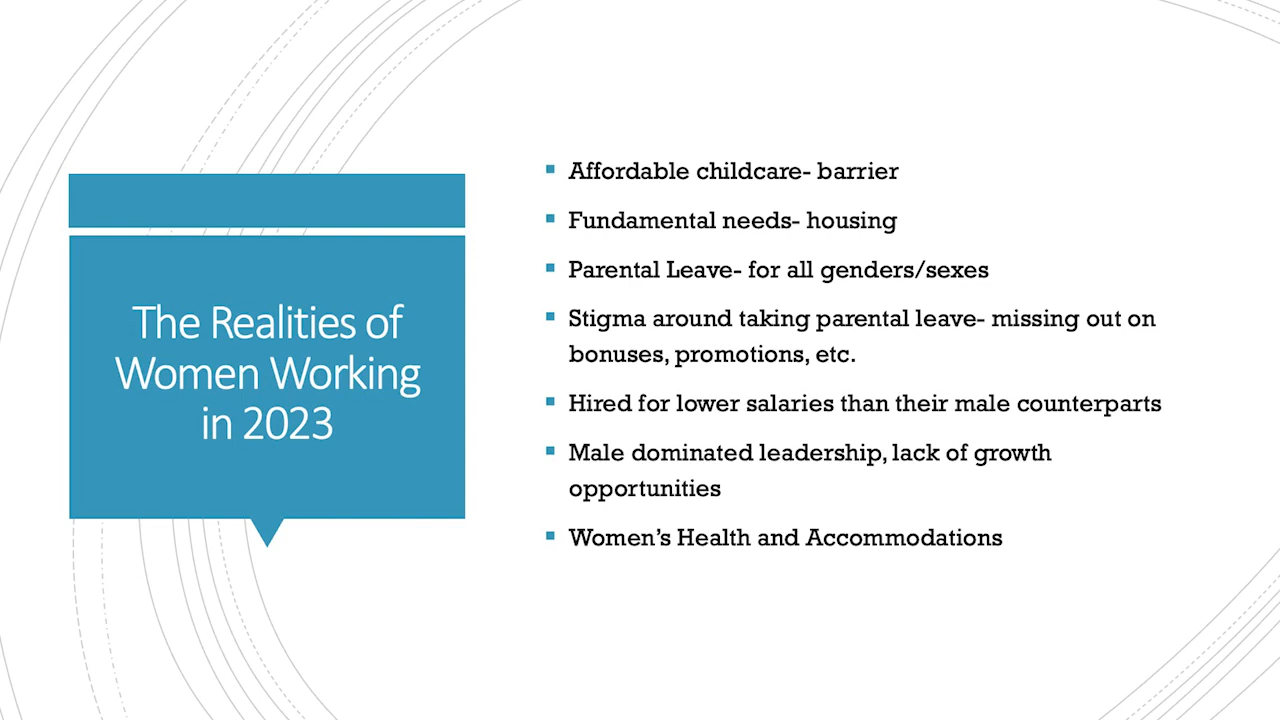 The Realities of
Women Working
in 2023
Affordable childcare- barrier
Fundamental needs- housing
Parental Leave- for all genders/sexes
Stigma around taking parental leave- missing out on
bonuses, promotions, etc.
Hired for lower salaries than their male counterparts
Male dominated leadership, lack of growth
opportunities
Women’s Health and Accommodations